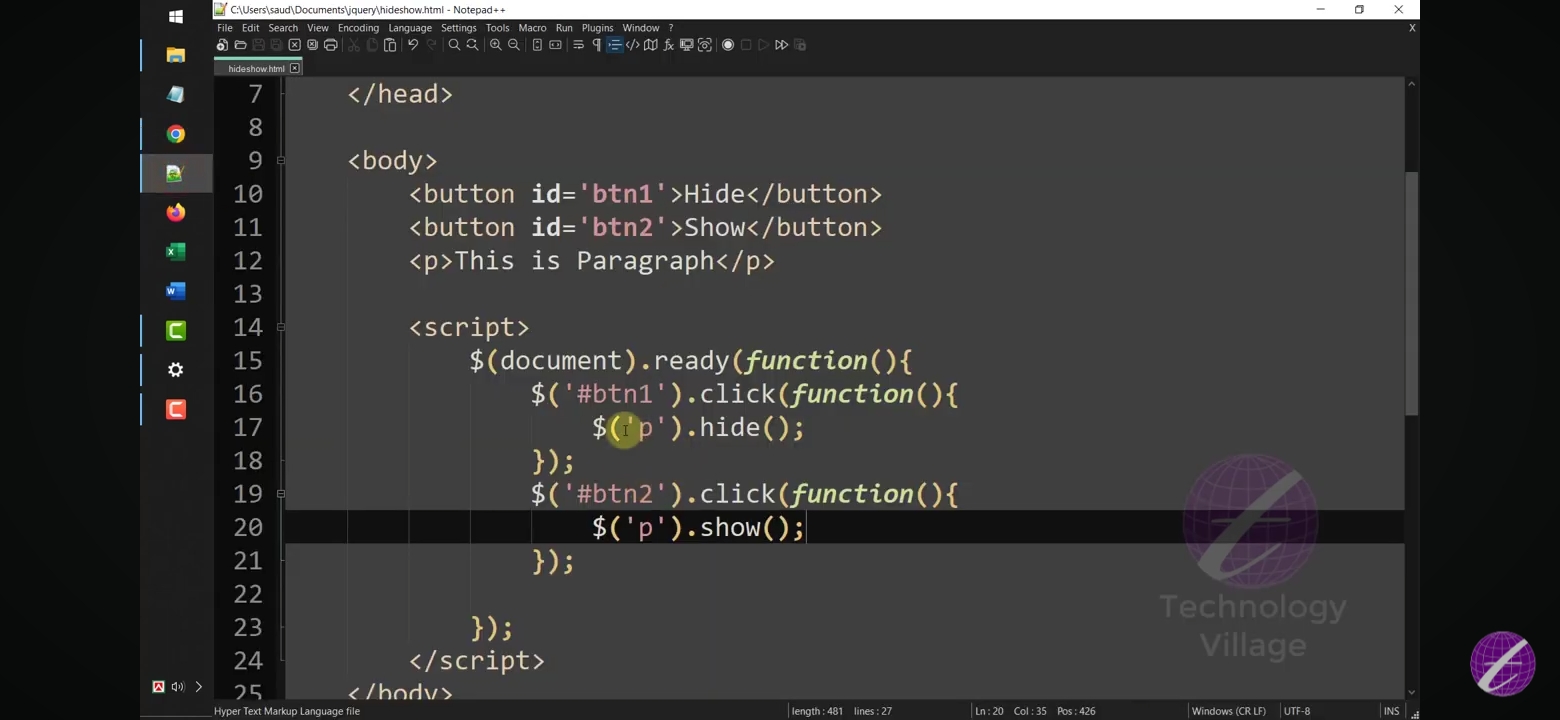 C:\Users\saud\Documents\jquery\hideshow.html - Notepad++
File Edit Search View Encoding Language Settings Tools Macro Run Plugins Window ? X
hideshow.html
7 </head>
8
9 <body>
10 <button id='btn1'>Hide</button>
11 <button id='btn2'>Show</button>
12 <p>This is Paragraph</p>
13
14 <script>
15 $(document).ready(function(){
16 $('#btn1').click(function(){
17 $('p').hide();
18 });
19 $('#btn2').click(function(){
20 $('p').show();
21 });
22
23 });
24 </script>
25 </body>
Technology
Village
Hyper Text Markup Language file length : 481 lines : 27 Ln : 20 Col : 35 Pos : 426 Windows (CR LF) UTF-8 INS